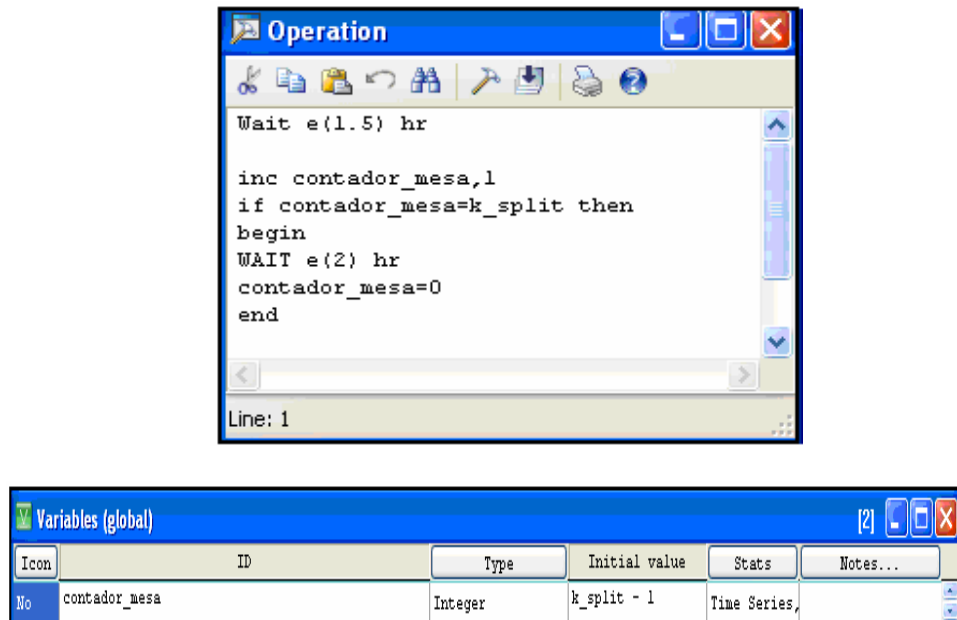 Operation
Wait e(1.5) hr
inc contador_mesa,1
if contador_mesa=k_split then
begin
WAIT e(2) hr
contador_mesa=0
end
Line: 1
Variables (global) [2]
Icon ID Type Initial value Stats Notes...
No contador_mesa Integer k_split - 1 Time Series,